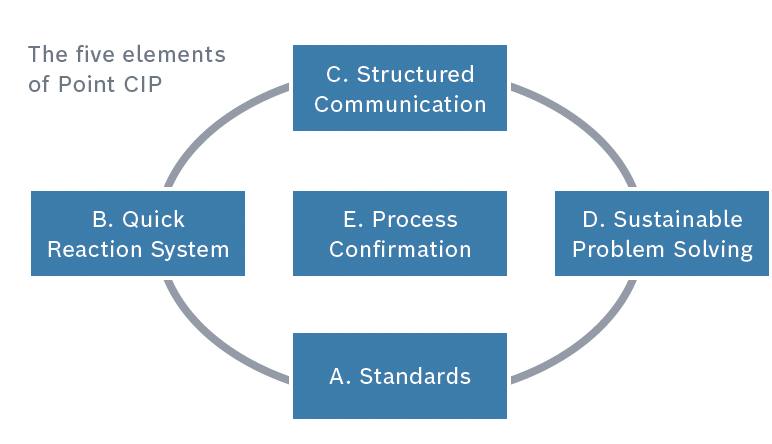 The five elements
of Point CIP
C. Structured
Communication
B. Quick
Reaction System
E. Process
Confirmation
D. Sustainable
Problem Solving
A. Standards